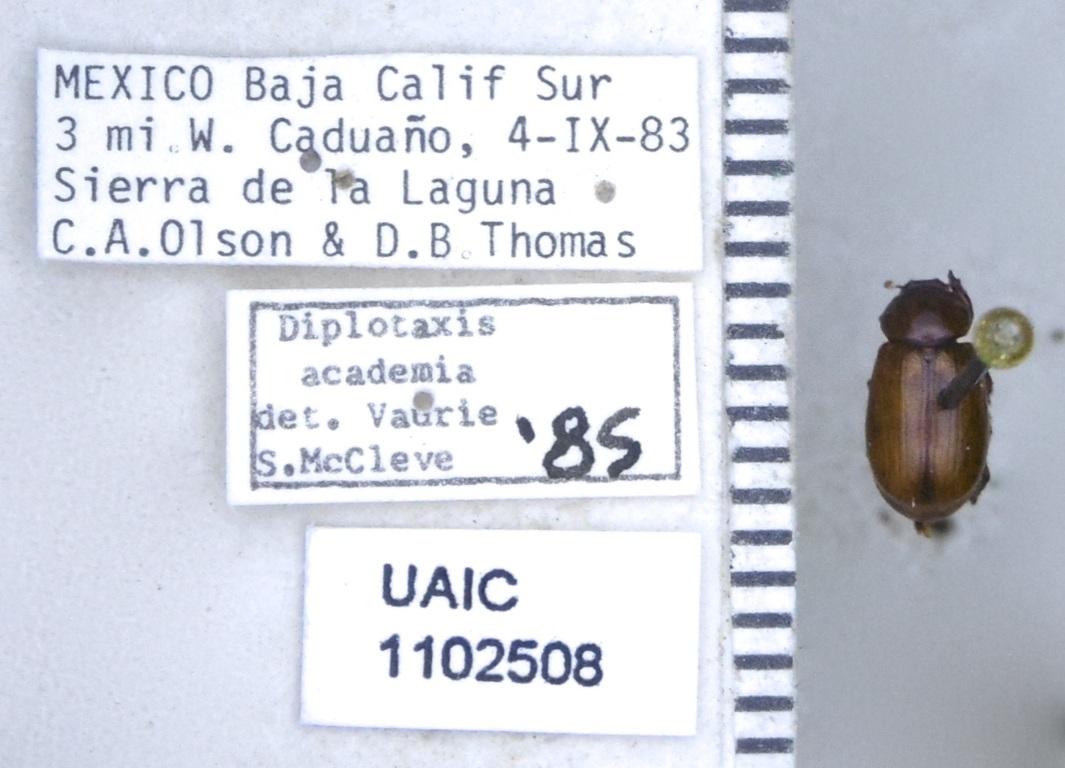 MEXICO Baja Calif Sur
3 mi.W. Caduaño, 4-IX-83
Sierra de la Laguna
C.A.Olson & D.B.Thomas
Diplotaxis
academia
det. Vaurie
S.McCleve '85
UAIC
1102508